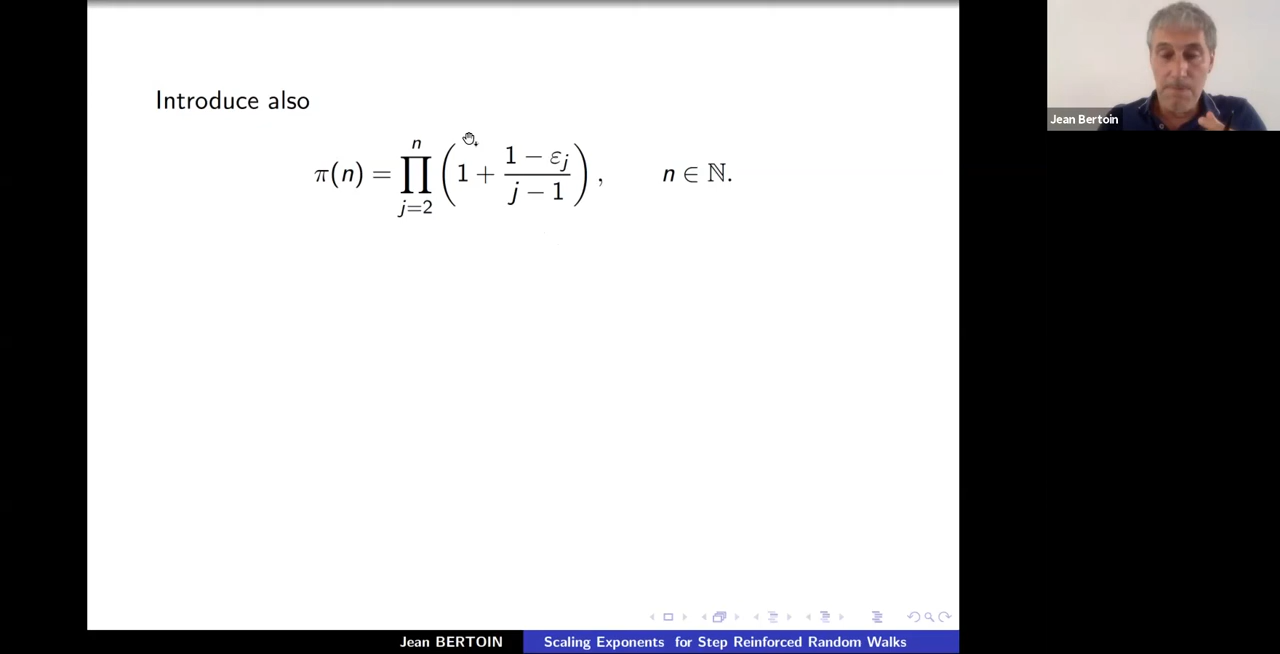 Introduce also
π(n) = ∏_{j=2}^{n} (1 + (1 − ε_j)/(j − 1)), n ∈ ℕ.
Jean Bertoin
Jean BERTOIN Scaling Exponents for Step Reinforced Random Walks